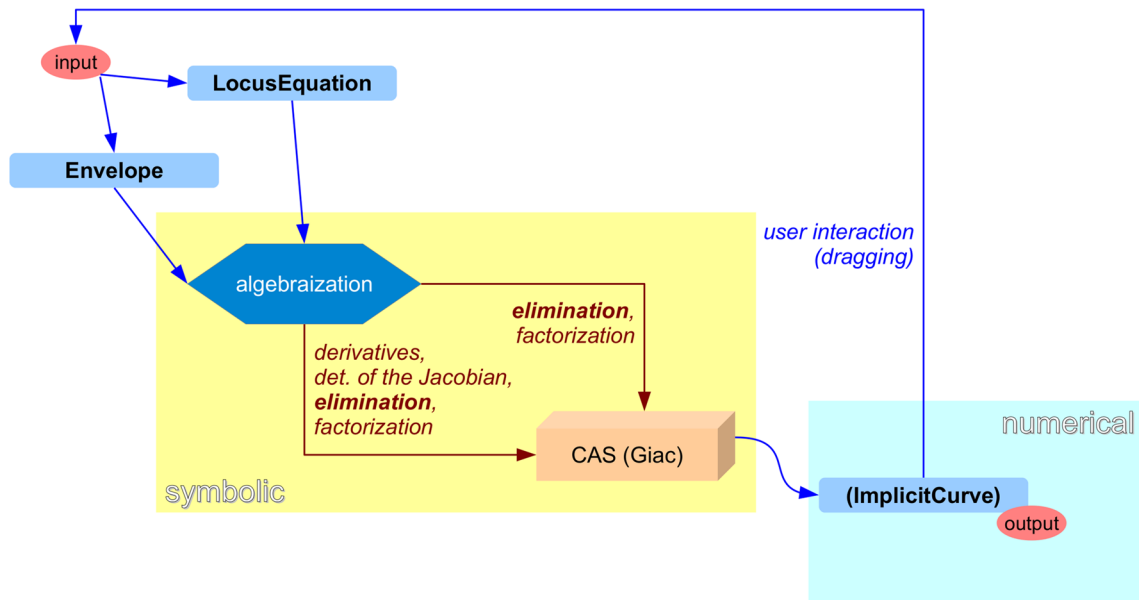 input
LocusEquation
Envelope
user interaction
(dragging)
algebraization
elimination,
factorization
derivatives,
det. of the Jacobian,
elimination,
factorization
numerical
CAS (Giac)
symbolic
(ImplicitCurve)
output